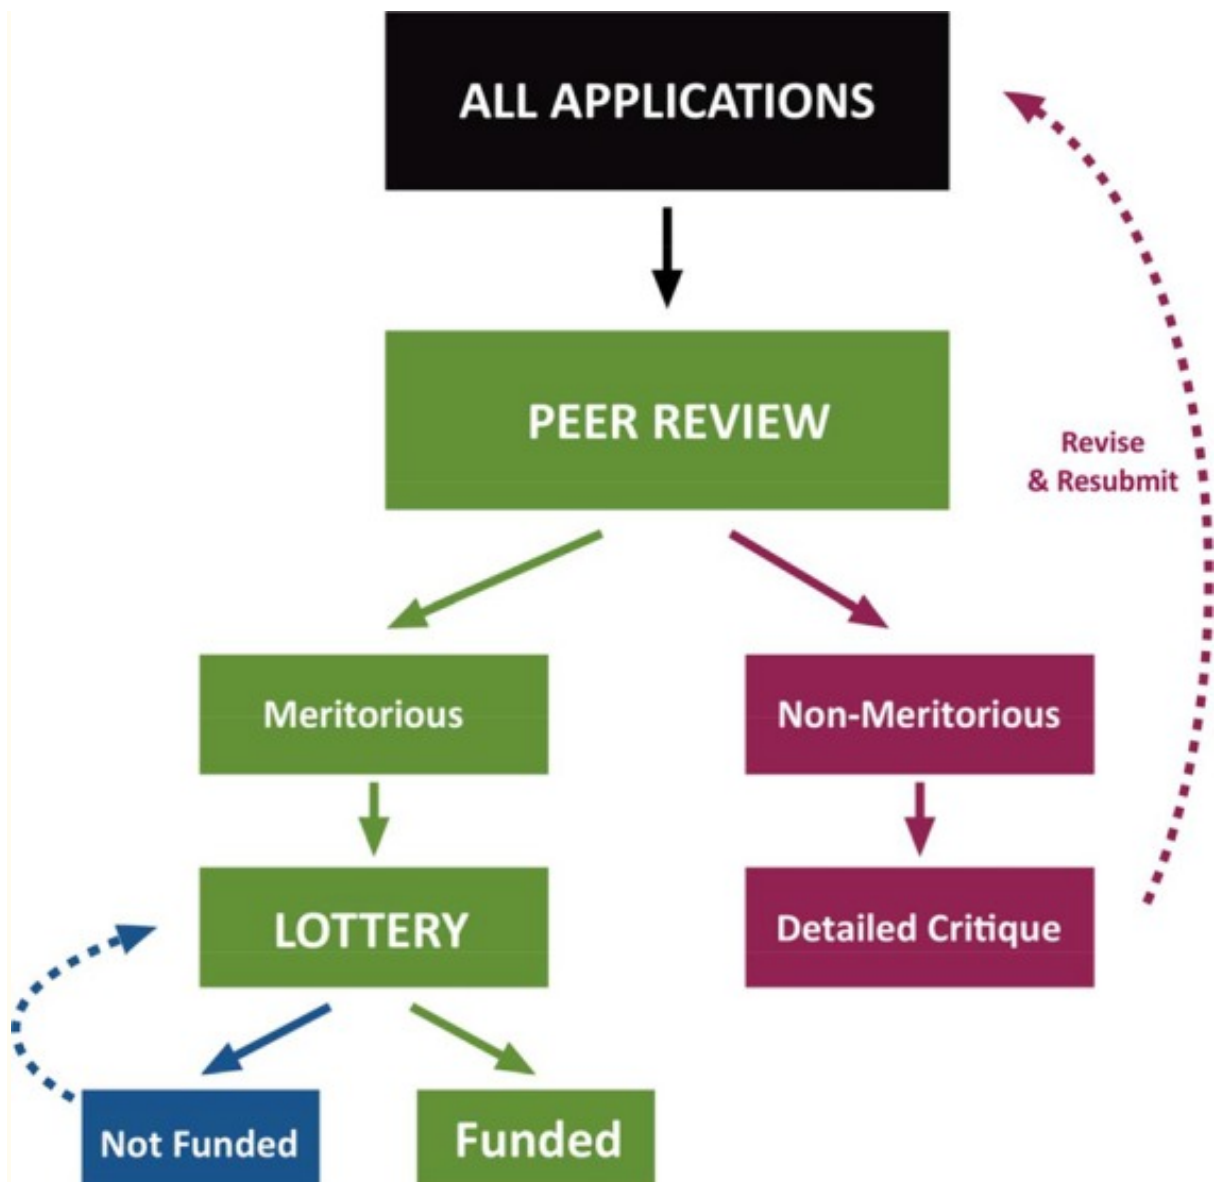 ALL APPLICATIONS
PEER REVIEW
Revise
& Resubmit
Meritorious
Non-Meritorious
LOTTERY
Detailed Critique
Not Funded
Funded